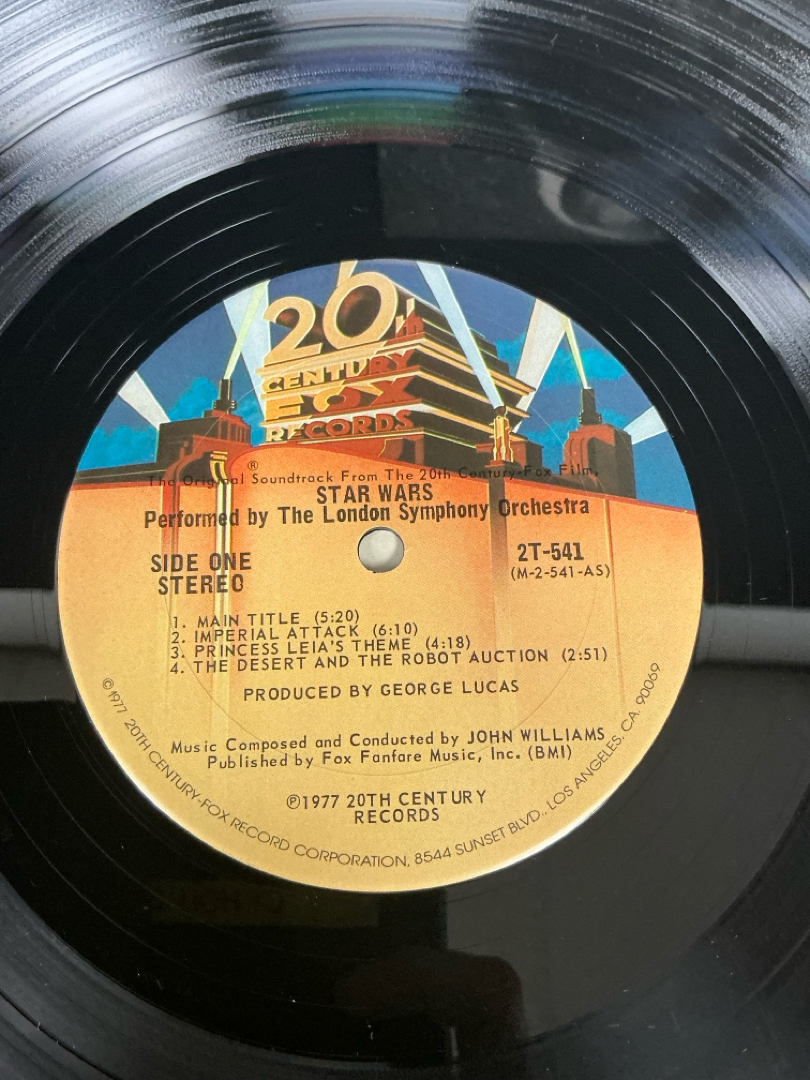 20th
CENTURY
FOX
RECORDS
®
The Original Soundtrack From The 20th Century-Fox Film,
STAR WARS
Performed by The London Symphony Orchestra
SIDE ONE
STEREO
2T-541
(M-2-541-AS)
1. MAIN TITLE (5:20)
2. IMPERIAL ATTACK (6:10)
3. PRINCESS LEIA'S THEME (4:18)
4. THE DESERT AND THE ROBOT AUCTION (2:51)
PRODUCED BY GEORGE LUCAS
Music Composed and Conducted by JOHN WILLIAMS
Published by Fox Fanfare Music, Inc. (BMI)
℗1977 20TH CENTURY
RECORDS
©1977 20TH CENTURY-FOX RECORD CORPORATION, 8544 SUNSET BLVD., LOS ANGELES, CA. 90069